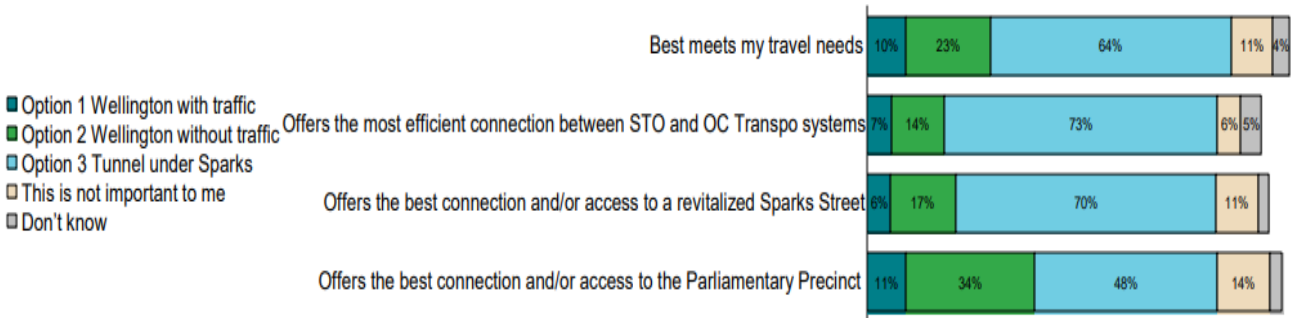 Best meets my travel needs 10% 23% 64% 11% 4%
Option 1 Wellington with traffic
Option 2 Wellington without traffic
Option 3 Tunnel under Sparks
This is not important to me
Don't know
Offers the most efficient connection between STO and OC Transpo systems 7% 14% 73% 6% 5%
Offers the best connection and/or access to a revitalized Sparks Street 6% 17% 70% 11%
Offers the best connection and/or access to the Parliamentary Precinct 11% 34% 48% 14%